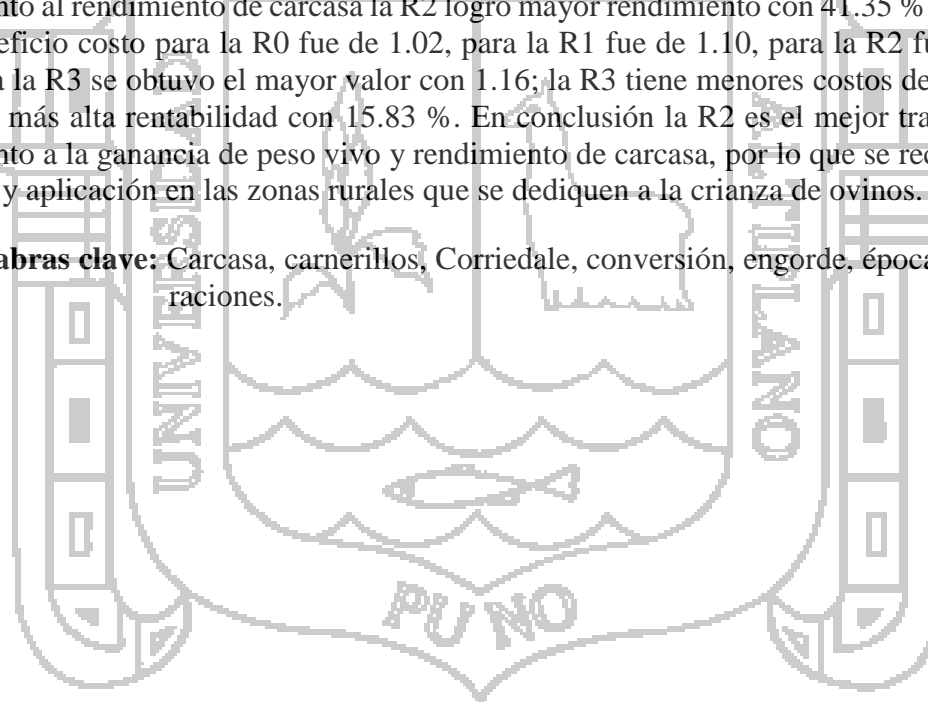 nto al rendimiento de carcasa la R2 logro mayor rendimiento con 41.35 %
eficio costo para la R0 fue de 1.02, para la R1 fue de 1.10, para la R2 fu
a la R3 se obtuvo el mayor valor con 1.16; la R3 tiene menores costos de
más alta rentabilidad con 15.83 %. En conclusión la R2 es el mejor tra
nto a la ganancia de peso vivo y rendimiento de carcasa, por lo que se rec
y aplicación en las zonas rurales que se dediquen a la crianza de ovinos.
abras clave: Carcasa, carnerillos, Corriedale, conversión, engorde, época
raciones.
UNIVERSIDAD
ALTIPLANO
PUNO